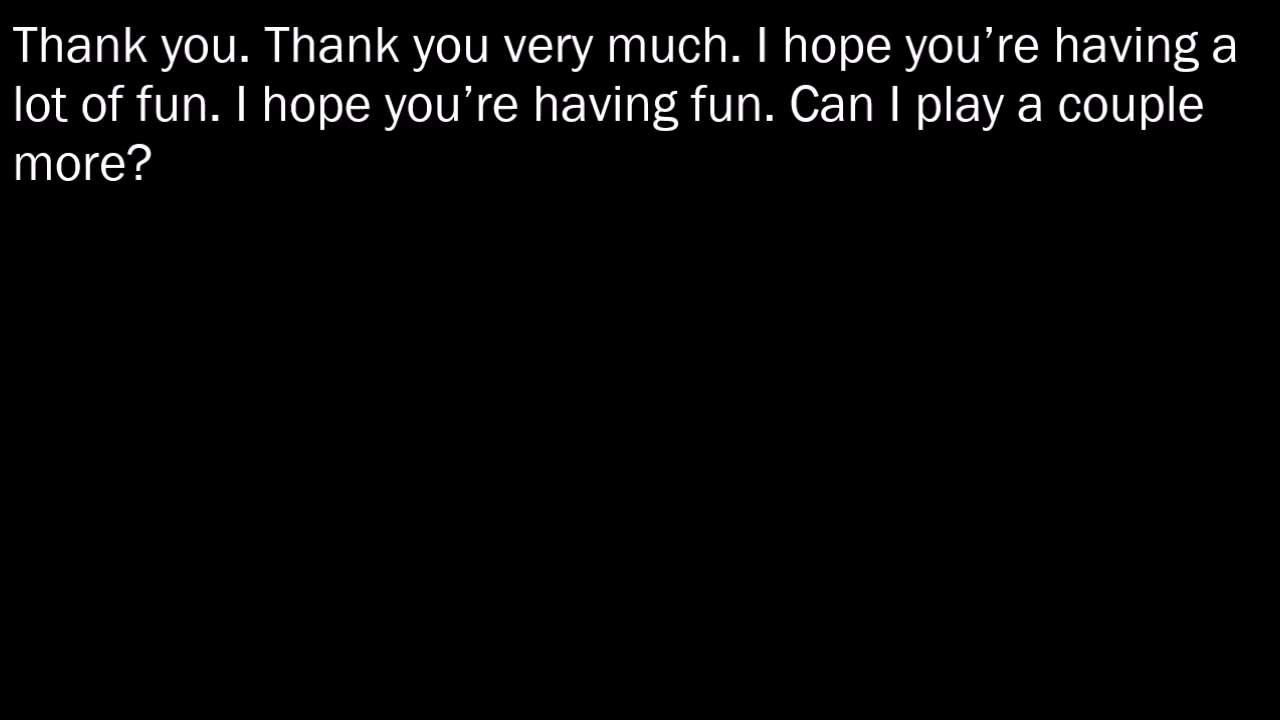 Thank you. Thank you very much. I hope you’re having a
lot of fun. I hope you’re having fun. Can I play a couple
more?